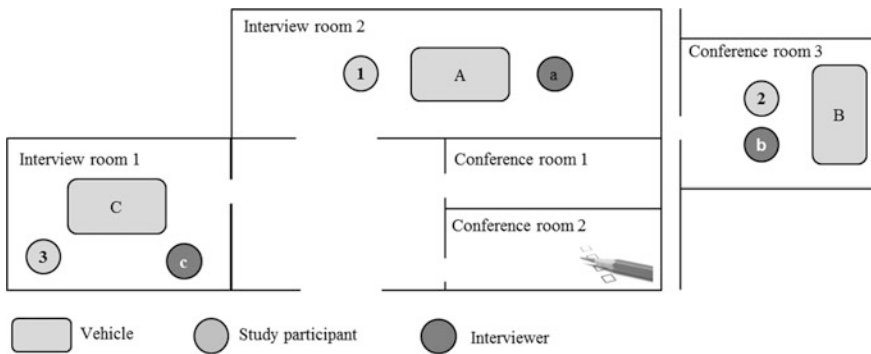 Interview room 2
1
A
a
Conference room 3
2
B
b
Interview room 1
C
3
c
Conference room 1
Conference room 2
Vehicle
Study participant
Interviewer